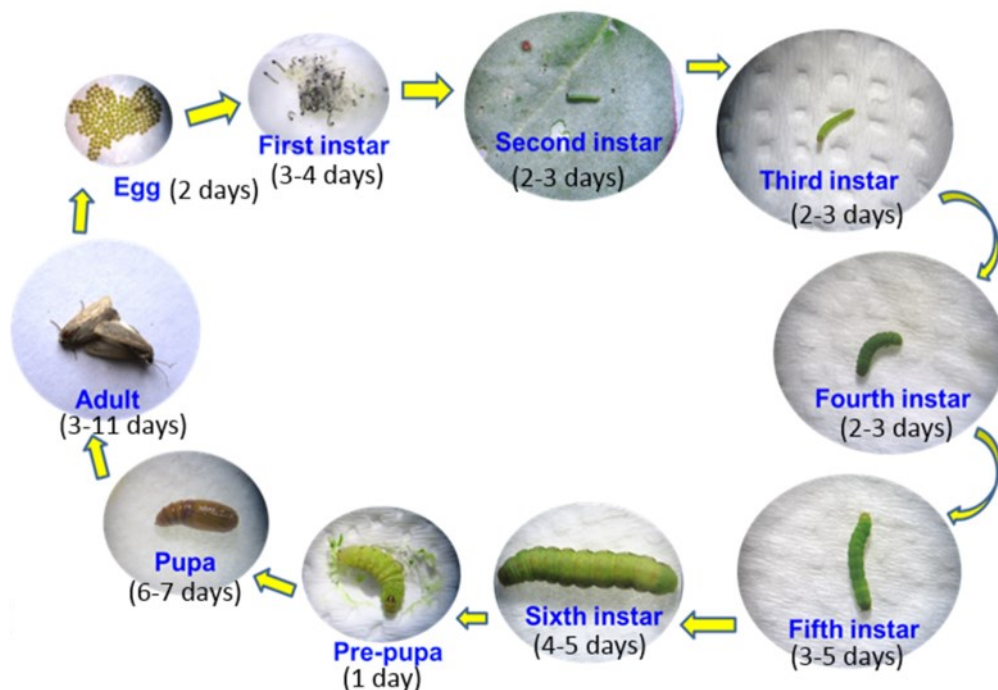 Egg (2 days)
First instar
(3-4 days)
Second instar
(2-3 days)
Third instar
(2-3 days)
Fourth instar
(2-3 days)
Fifth instar
(3-5 days)
Sixth instar
(4-5 days)
Pre-pupa
(1 day)
Pupa
(6-7 days)
Adult
(3-11 days)